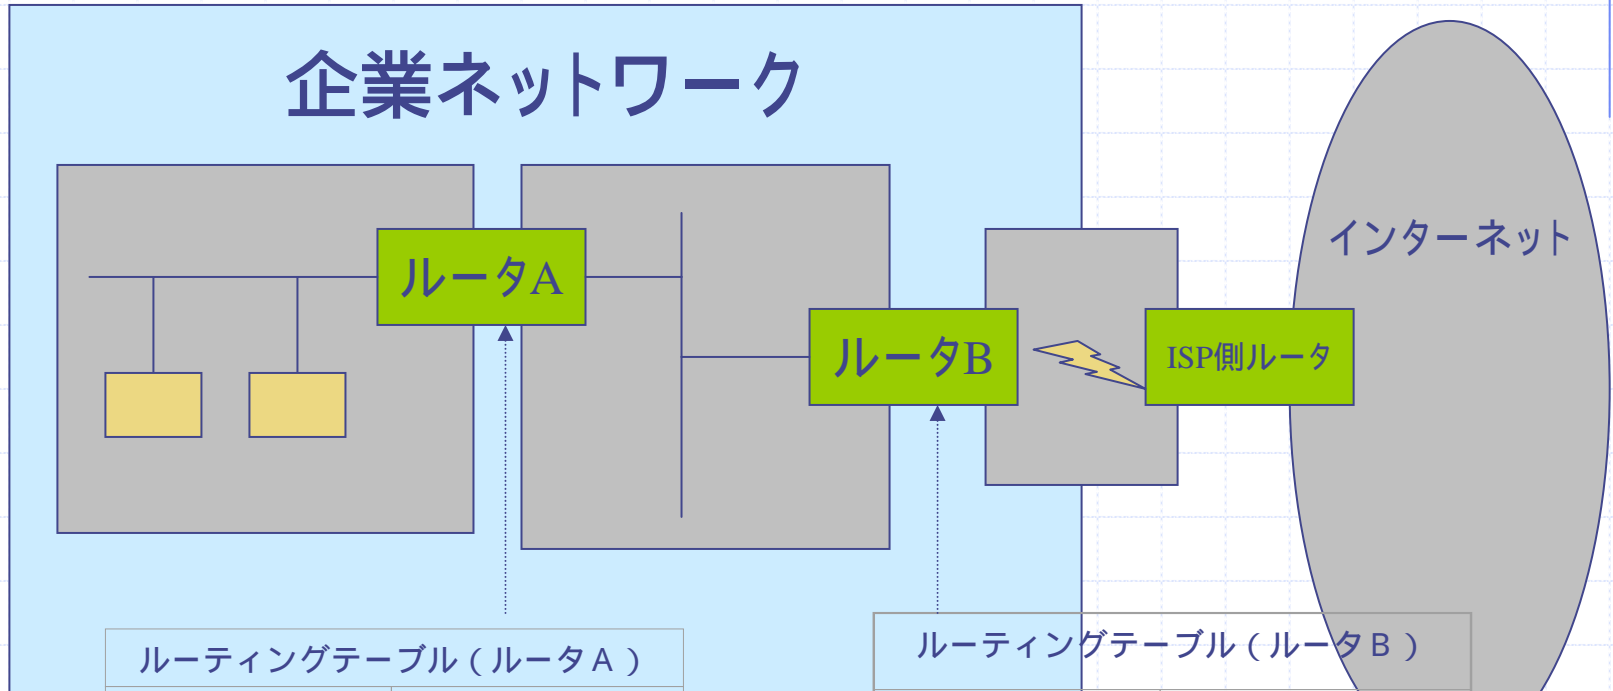 企業ネットワーク
インターネット
ルータA
ルータB
ISP側ルータ
ルーティングテーブル（ルータA）
ルーティングテーブル（ルータB）